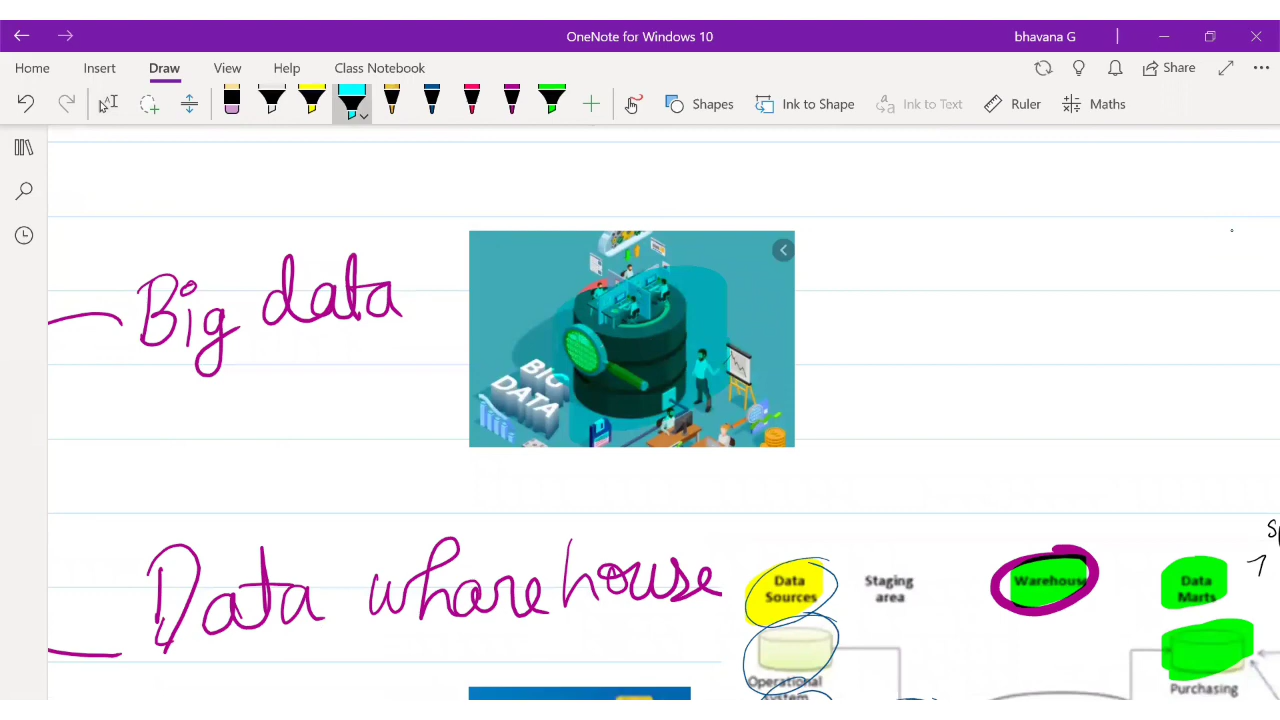 OneNote for Windows 10
bhavana G
Home Insert Draw View Help Class Notebook Share
Shapes Ink to Shape Ink to Text Ruler Maths
Big data
BIG
DATA
Data wharehouse
Data
Sources
Staging
area
Warehouse
Data
Marts
Operational
system
Purchasing